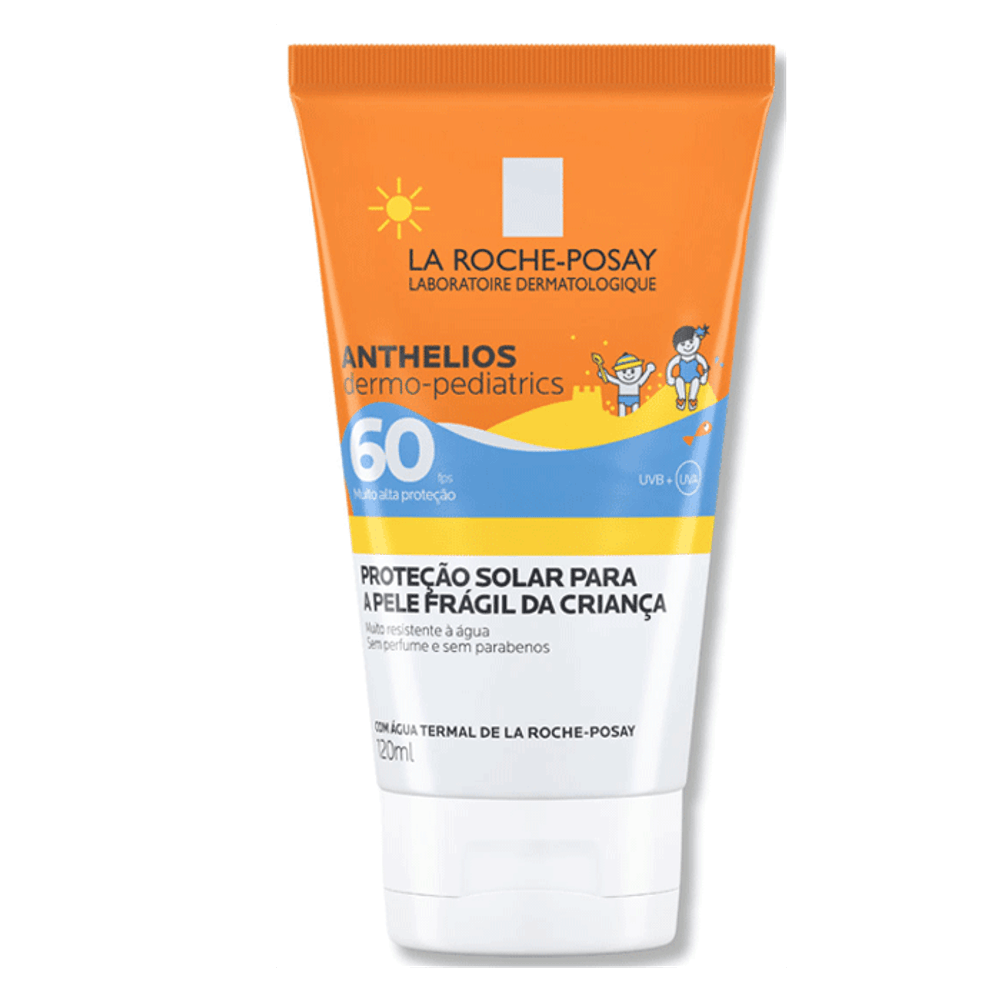 LA ROCHE-POSAY
LABORATOIRE DERMATOLOGIQUE
ANTHELIOS
dermo-pediatrics
60
fps
Muito alta proteção
UVB + UVA
PROTEÇÃO SOLAR PARA
A PELE FRÁGIL DA CRIANÇA
Muito resistente à água
Sem perfume e sem parabenos
COM ÁGUA TERMAL DE LA ROCHE-POSAY
120ml